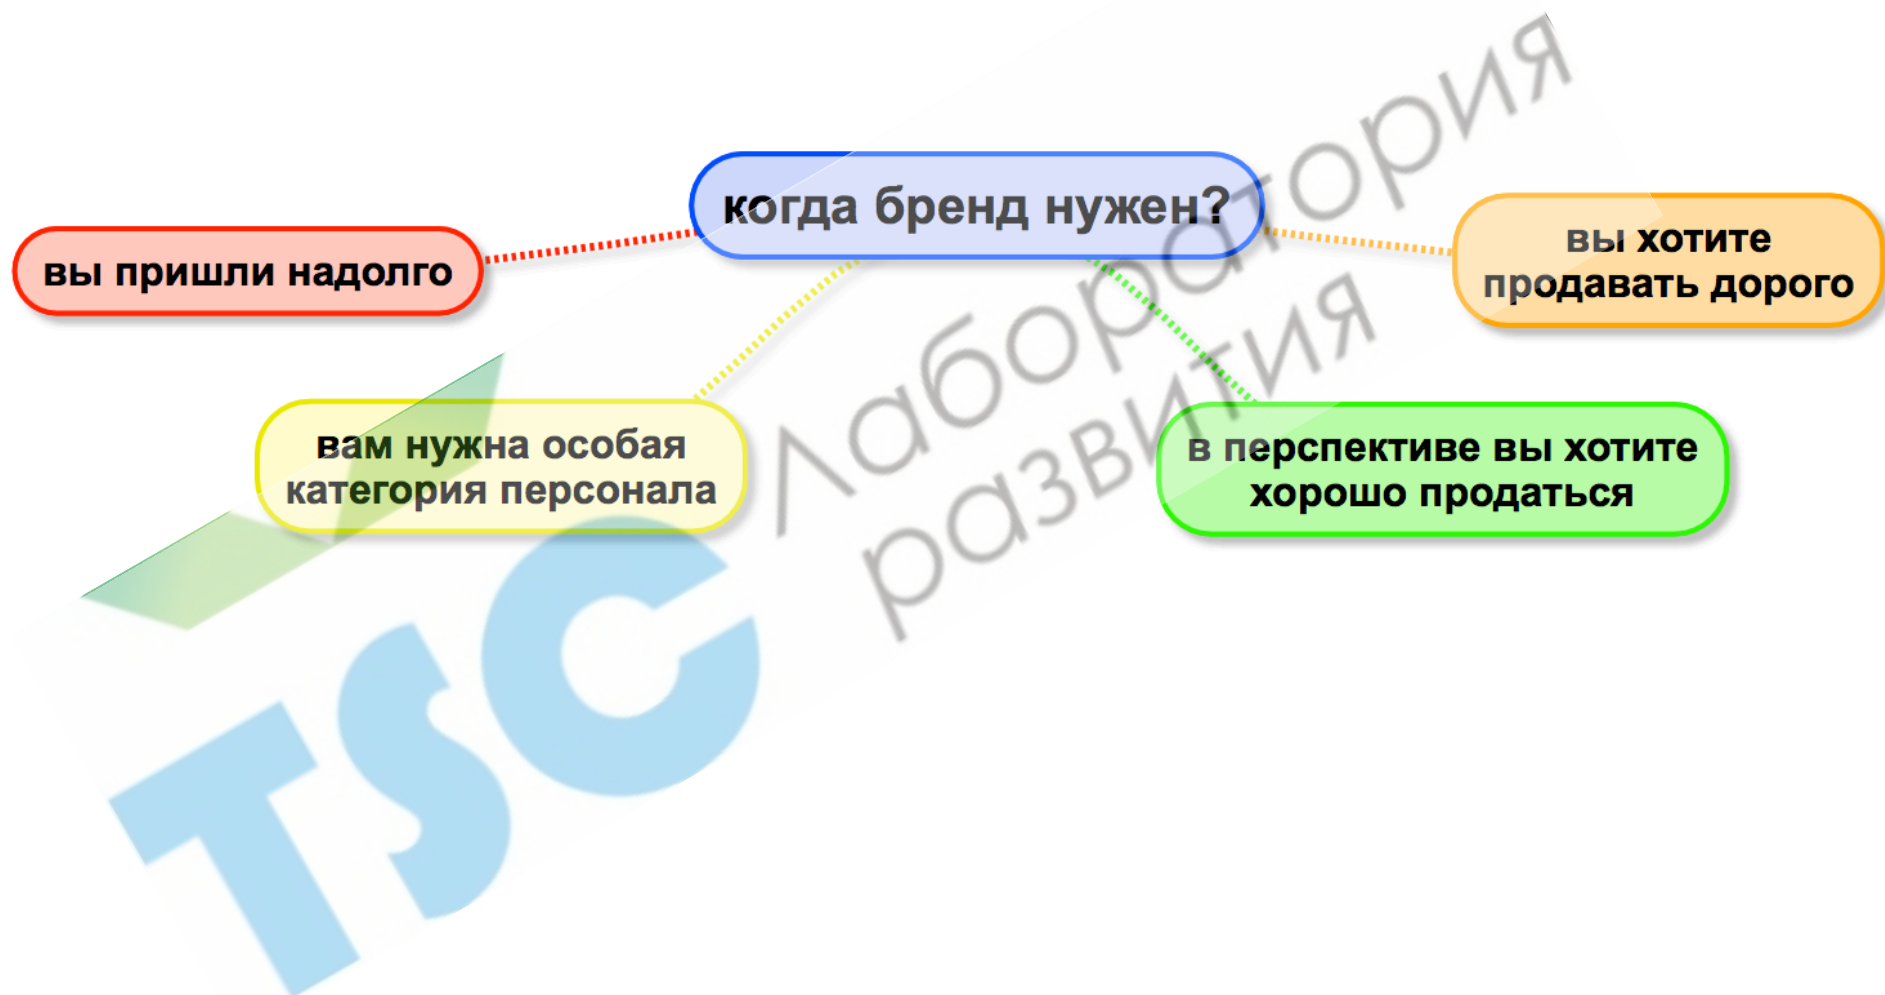 когда бренд нужен?
вы пришли надолго
вы хотите
продавать дорого
вам нужна особая
категория персонала
в перспективе вы хотите
хорошо продаться
TSC
Лаборатория
развития